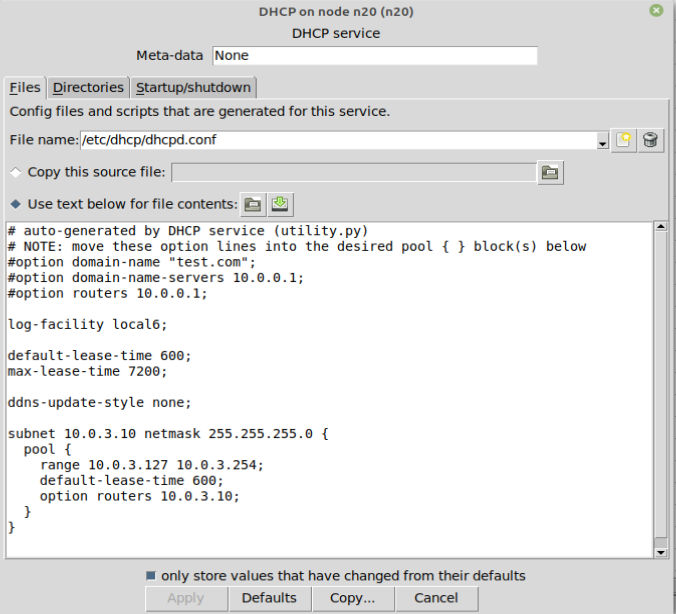 DHCP on node n20 (n20)
DHCP service
Meta-data None
Files Directories Startup/shutdown
Config files and scripts that are generated for this service.
File name: /etc/dhcp/dhcpd.conf
Copy this source file:
Use text below for file contents:
# auto-generated by DHCP service (utility.py)
# NOTE: move these option lines into the desired pool { } block(s) below
#option domain-name "test.com";
#option domain-name-servers 10.0.0.1;
#option routers 10.0.0.1;

log-facility local6;

default-lease-time 600;
max-lease-time 7200;

ddns-update-style none;

subnet 10.0.3.10 netmask 255.255.255.0 {
  pool {
    range 10.0.3.127 10.0.3.254;
    default-lease-time 600;
    option routers 10.0.3.10;
  }
}
only store values that have changed from their defaults
Apply Defaults Copy... Cancel